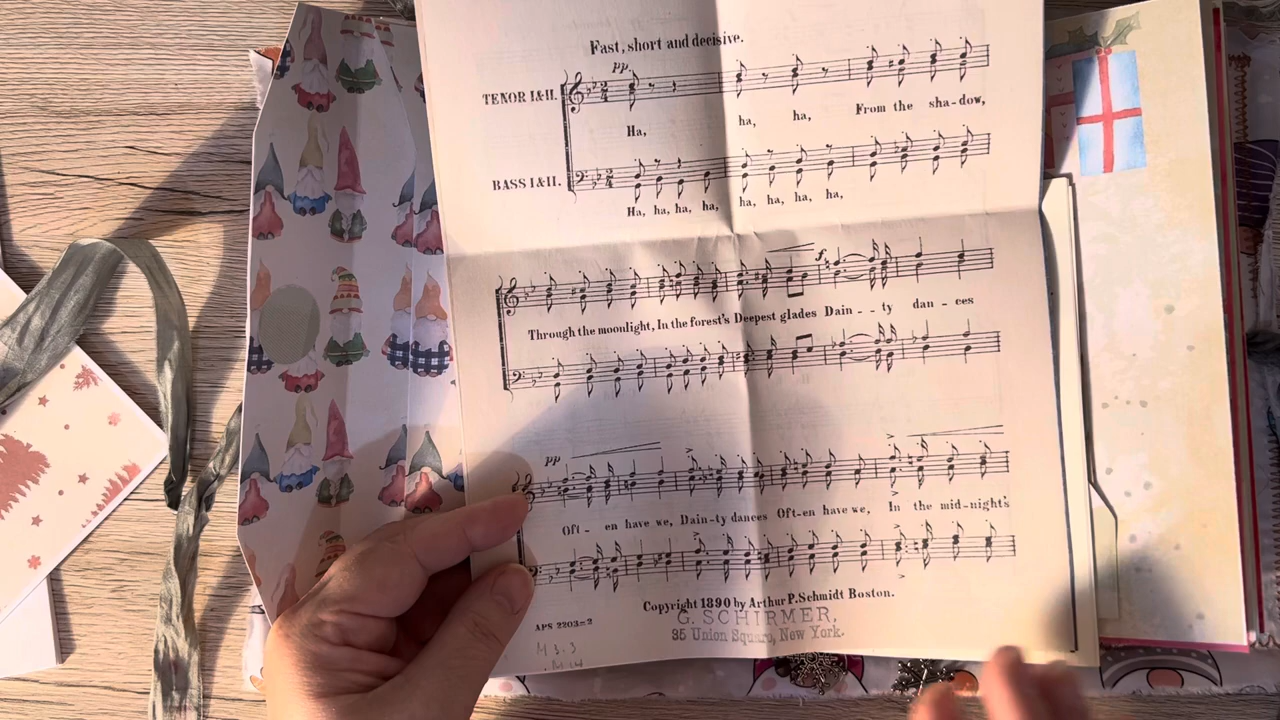 Fast, short and decisive.
pp
TENOR I & II.
Ha, ha, ha, From the sha-dow,
BASS I & II.
Ha, ha, ha, ha, ha, ha, ha, ha,
f
Through the moonlight, In the forest's Deepest glades Dain - - ty dan - ces
pp
Oft - en have we, Dain-ty dances Oft-en have we, In the mid-night's
Copyright 1890 by Arthur P. Schmidt Boston.
APS 2203=2
G. SCHIRMER,
35 Union Square, New York.